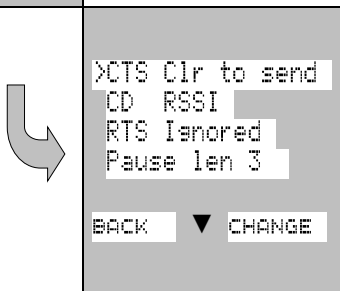 >CTS Clr to send
CD RSSI
RTS Ignored
Pause len 3
BACK ▼ CHANGE